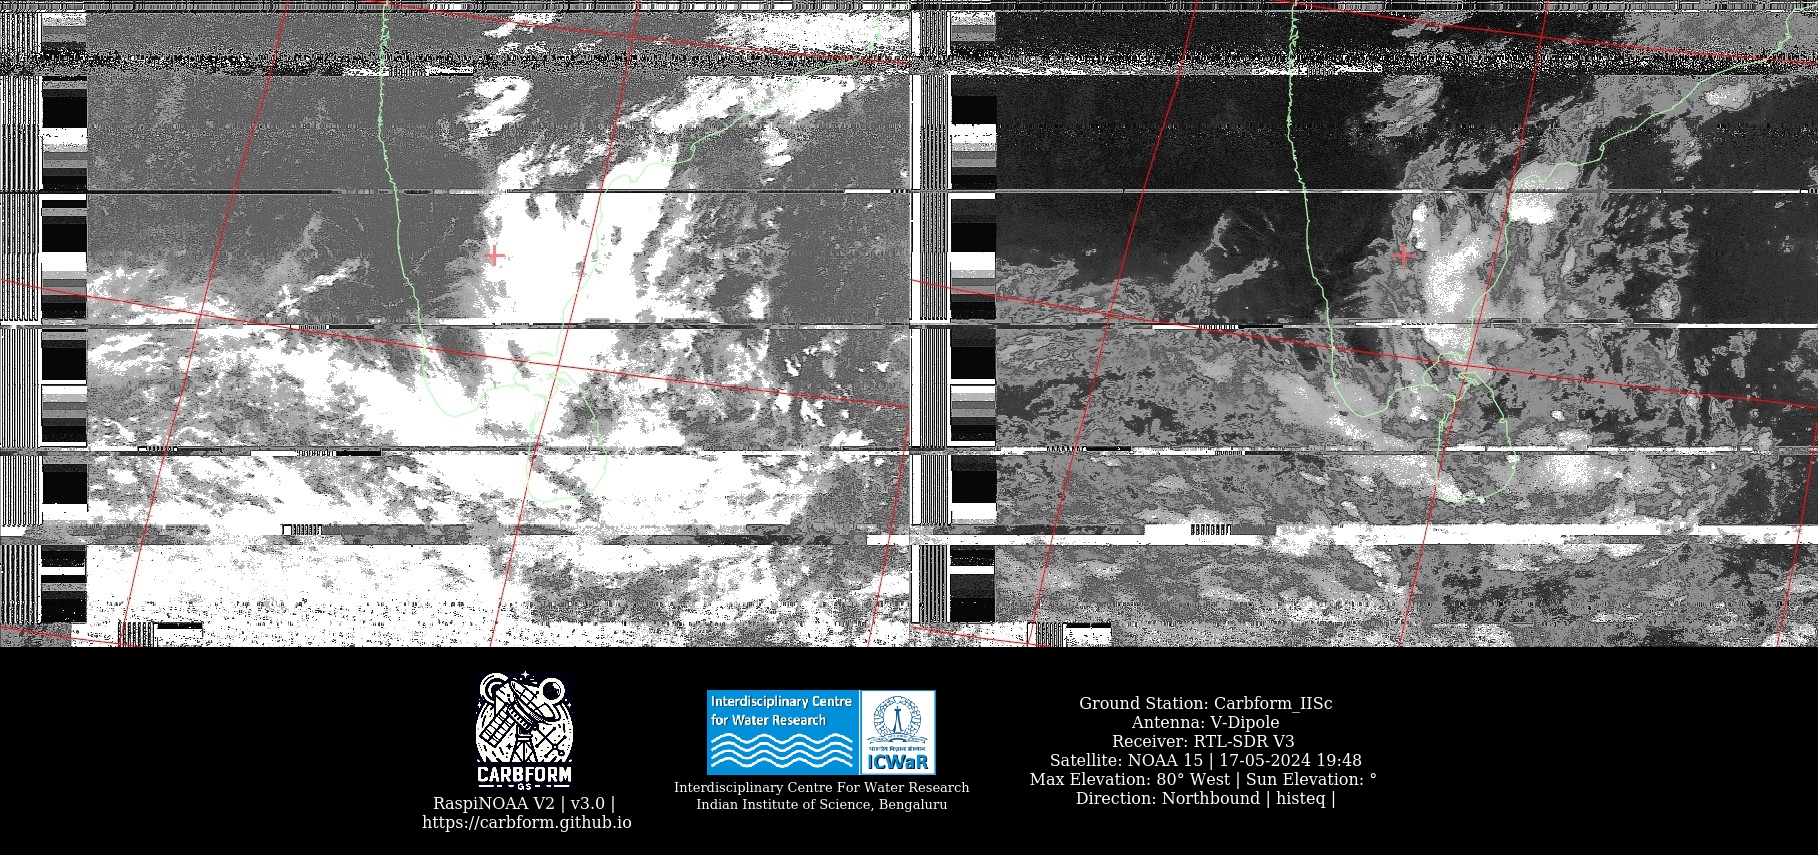 CARBFORM
GS
RaspiNOAA V2 | v3.0 |
https://carbform.github.io
Interdisciplinary Centre
for Water Research
ICWaR
Interdisciplinary Centre For Water Research
Indian Institute of Science, Bengaluru
Ground Station: Carbform_IISc
Antenna: V-Dipole
Receiver: RTL-SDR V3
Satellite: NOAA 15 | 17-05-2024 19:48
Max Elevation: 80° West | Sun Elevation: °
Direction: Northbound | histeq |